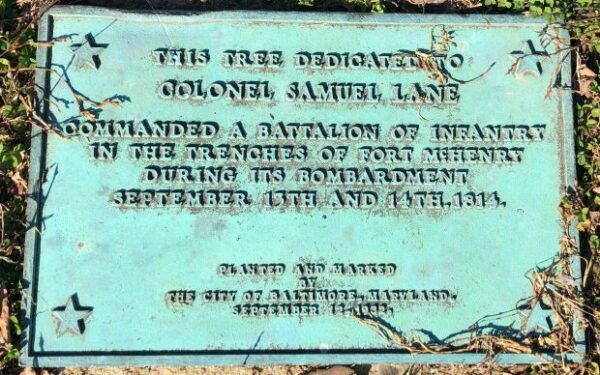 THIS TREE DEDICATED TO
COLONEL SAMUEL LANE
COMMANDED A BATTALION OF INFANTRY
IN THE TRENCHES OF FORT McHENRY
DURING ITS BOMBARDMENT
SEPTEMBER 13TH AND 14TH, 1814.
PLANTED AND MARKED
BY
THE CITY OF BALTIMORE, MARYLAND,
SEPTEMBER 12,